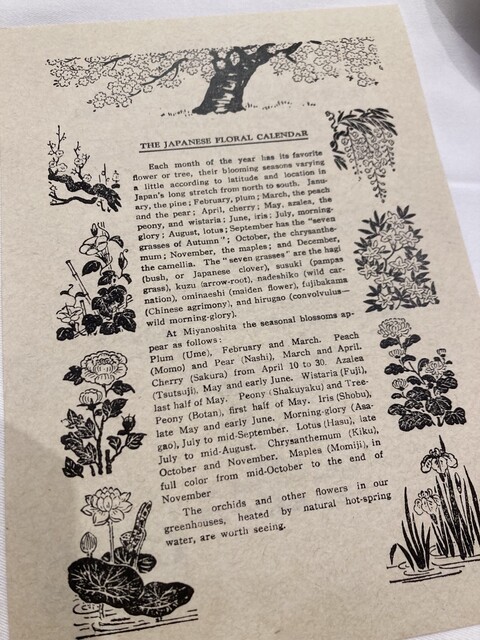 THE JAPANESE FLORAL CALENDAR
Each month of the year has its favorite
flower or tree, their blooming seasons varying
a little according to latitude and location in
Japan's long stretch from north to south. Janu-
ary, the pine; February, plum; March, the peach
and the pear; April, cherry; May, azalea, the
peony, and wistaria; June, iris; July, morning-
glory; August, lotus; September has the "seven
grasses of Autumn"; October, the chrysanthe-
mum; November, the maples; and December,
the camellia. The "seven grasses" are the hagi
(bush, or Japanese clover), susuki (pampas
grass), kuzu (arrow-root), nadeshiko (wild car-
nation), ominaeshi (maiden flower), fujibakama
(Chinese agrimony), and hirugao (convolvulus—
wild morning-glory).
At Miyanoshita the seasonal blossoms ap-
pear as follows:
Plum (Ume), February and March. Peach
(Momo) and Pear (Nashi), March and April.
Cherry (Sakura) from April 10 to 30. Azalea
(Tsutsuji), May and early June. Wistaria (Fuji),
last half of May. Peony (Shakuyaku) and Tree-
Peony (Botan), first half of May. Iris (Shobu),
late May and early June. Morning-glory (Asa-
gao), July to mid-September. Lotus (Hasu), late
July to mid-August. Chrysanthemum (Kiku),
October and November. Maples (Momiji), in
full color from mid-October to the end of
November
The orchids and other flowers in our
greenhouses, heated by natural hot-spring
water, are worth seeing.